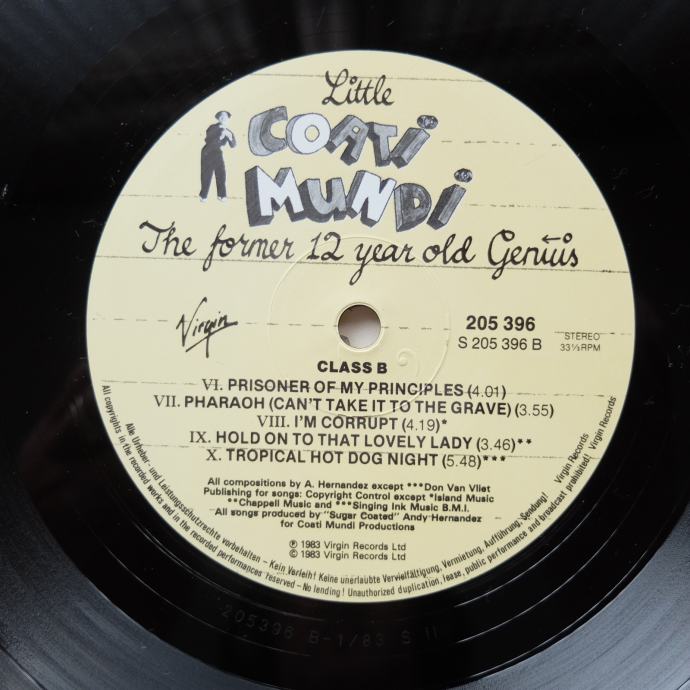 Little
COATI
MUNDI
The former 12 year old Genius
Virgin
205 396
S 205 396 B
STEREO
33⅓ RPM
CLASS B
VI. PRISONER OF MY PRINCIPLES (4.01)
VII. PHARAOH (CAN'T TAKE IT TO THE GRAVE) (3.55)
VIII. I'M CORRUPT (4.19)*
IX. HOLD ON TO THAT LOVELY LADY (3.46)**
X. TROPICAL HOT DOG NIGHT (5.48)***
All compositions by A. Hernandez except ***Don Van Vliet
Publishing for songs: Copyright Control except *Island Music
**Chappell Music and ***Singing Ink Music B.M.I.
All songs produced by "Sugar Coated" Andy Hernandez
for Coati Mundi Productions
℗ 1983 Virgin Records Ltd
© 1983 Virgin Records Ltd
Alle Urheber- und Leistungsschutzrechte vorbehalten – Kein Verleih! Keine unerlaubte Vervielfältigung, Vermietung, Aufführung, Sendung! Virgin Records
All copyrights in the recorded works and in the recorded performances reserved – No lending! Unauthorized duplication, lease, public performance and broadcast prohibited! Virgin Records
205396 B-1/83 S II